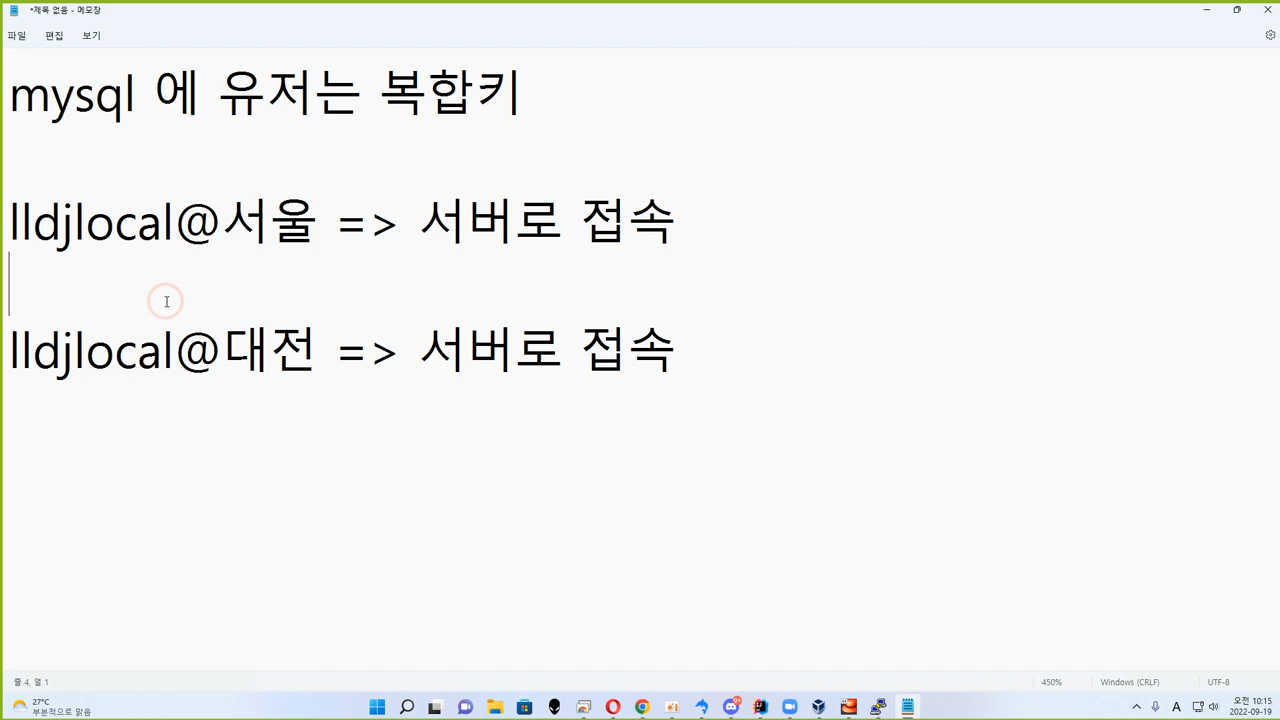 *제목 없음 - 메모장
파일 편집 보기
mysql 에 유저는 복합키
lldjlocal@서울 => 서버로 접속
lldjlocal@대전 => 서버로 접속
줄 4, 열 1 450% Windows (CRLF) UTF-8
27°C
부분적으로 맑음
A 오전 10:15
2022-09-19